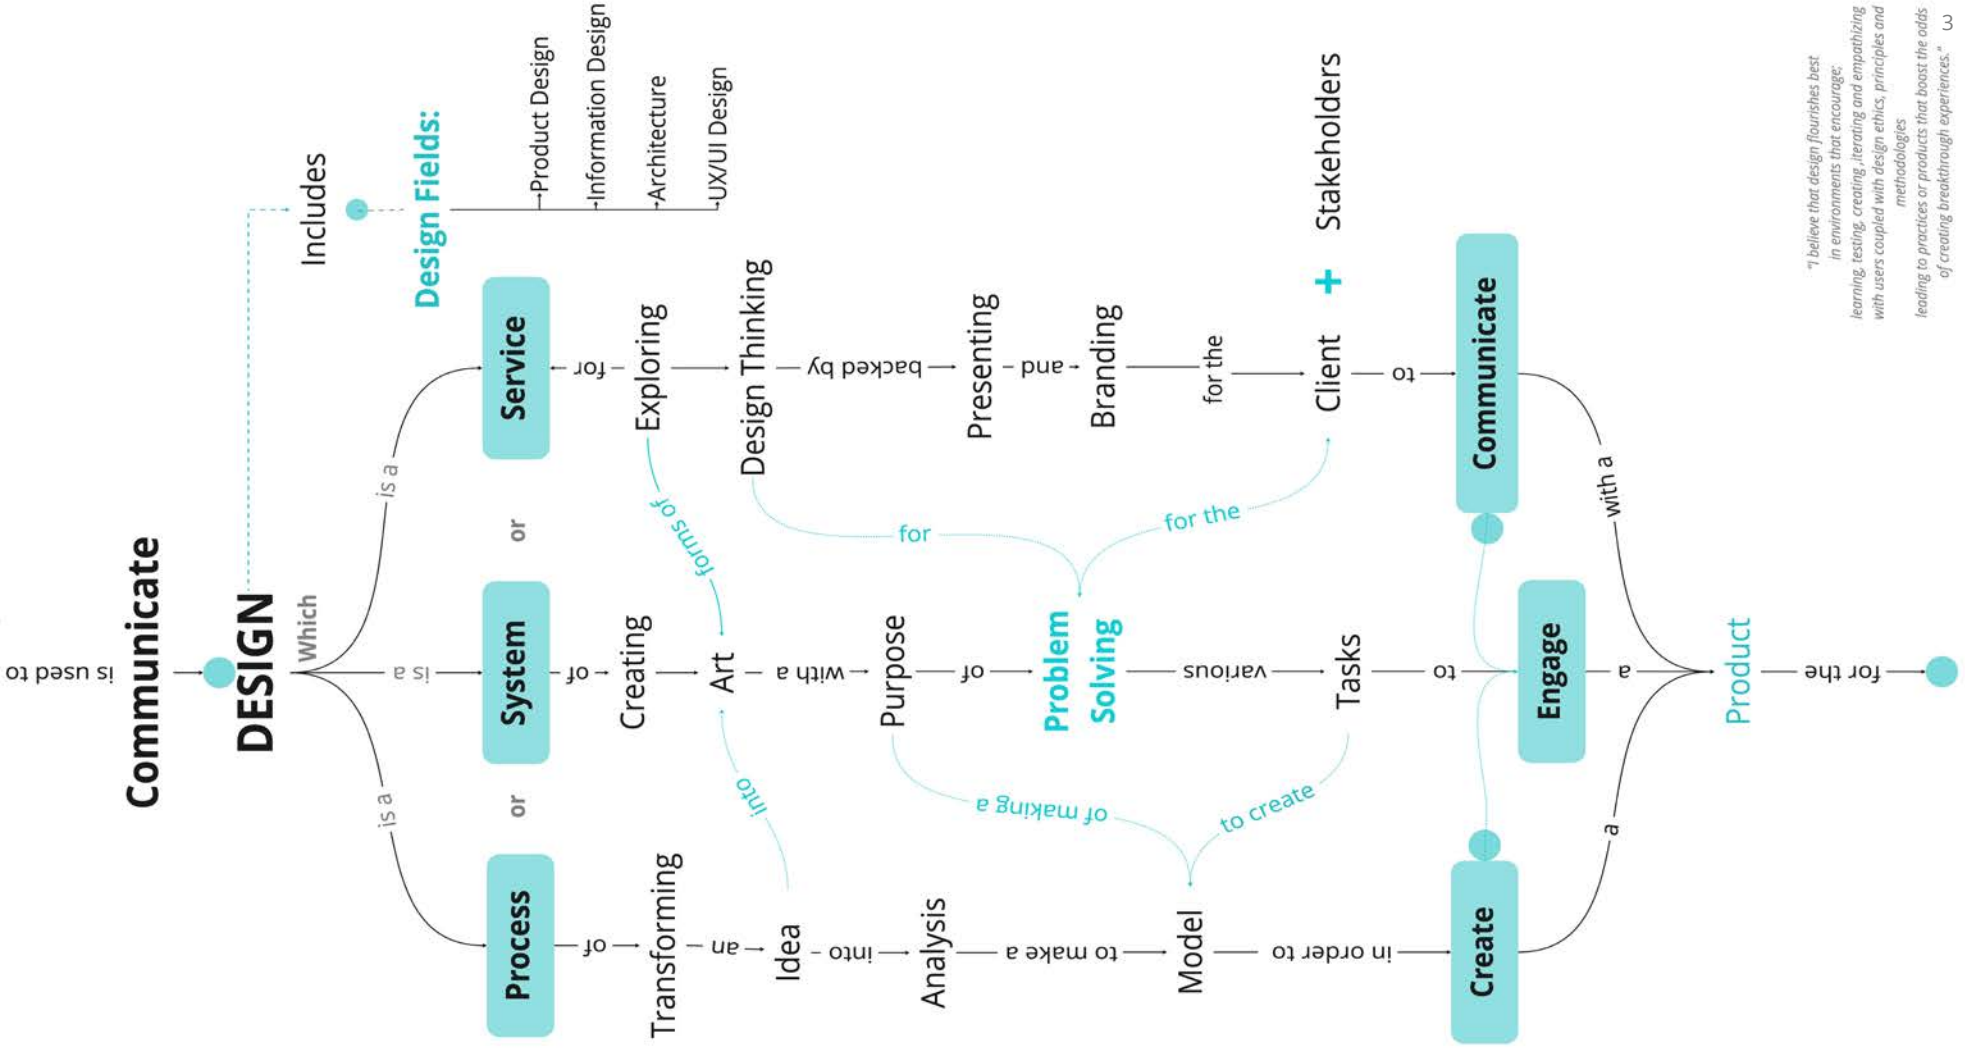 is used to
Communicate
DESIGN
Which
Includes
Design Fields:
Product Design
Information Design
Architecture
UX/UI Design
is a
is a
is a
Process
or
System
or
Service
of
Transforming
an
Idea
into
Analysis
to make a
Model
in order to
Create
of
Creating
Art
with a
Purpose
of
Problem
Solving
various
Tasks
to
Engage
for
Exploring
Design Thinking
backed by
Presenting
and
Branding
for the
Client
+
Stakeholders
to
Communicate
into
forms of
for
for the
of making a
to create
a
a
with a
Product
for the
"I believe that design flourishes best
in environments that encourage;
learning, testing, creating ,iterating and empathizing
with users coupled with design ethics, principles and
methodologies
leading to practices or products that boost the odds
of creating breakthrough experiences."
3